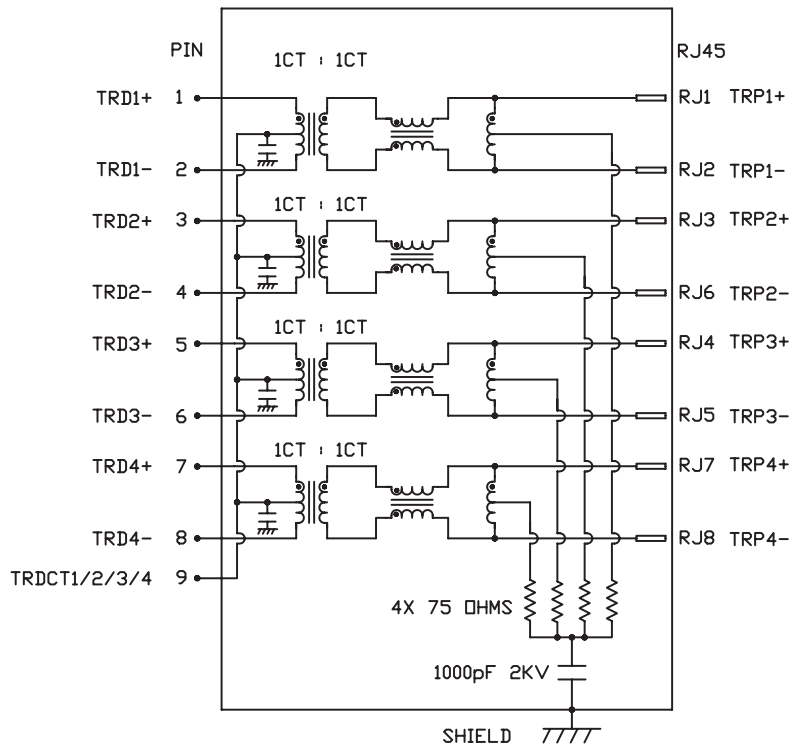 PIN
1CT : 1CT
RJ45
TRD1+ 1
RJ1 TRP1+
TRD1- 2
RJ2 TRP1-
1CT : 1CT
TRD2+ 3
RJ3 TRP2+
TRD2- 4
RJ6 TRP2-
1CT : 1CT
TRD3+ 5
RJ4 TRP3+
TRD3- 6
RJ5 TRP3-
1CT : 1CT
TRD4+ 7
RJ7 TRP4+
TRD4- 8
RJ8 TRP4-
TRDCT1/2/3/4 9
4X 75 OHMS
1000pF 2KV
SHIELD